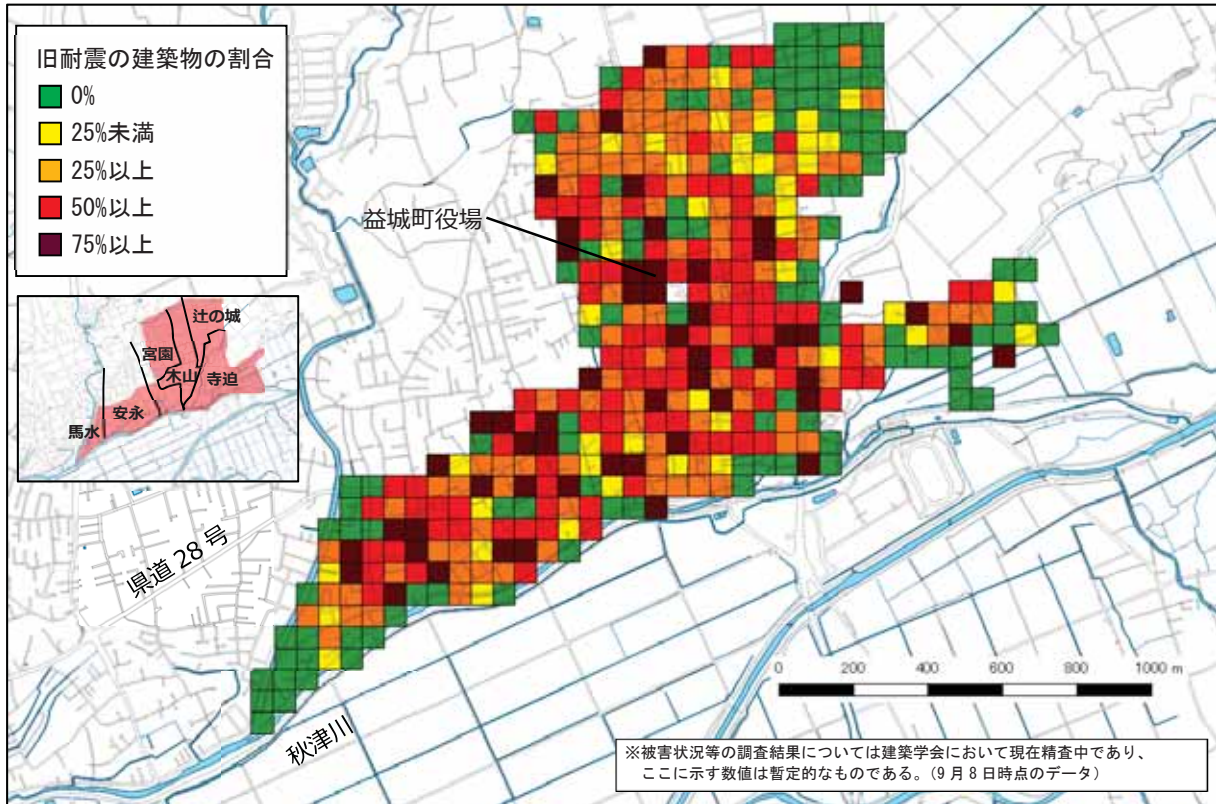 旧耐震の建築物の割合
0%
25%未満
25%以上
50%以上
75%以上
益城町役場
辻の城
宮園
木山
寺迫
安永
馬水
県道28号
秋津川
0 200 400 600 800 1000 m
※被害状況等の調査結果については建築学会において現在精査中であり、
ここに示す数値は暫定的なものである。(9月8日時点のデータ)